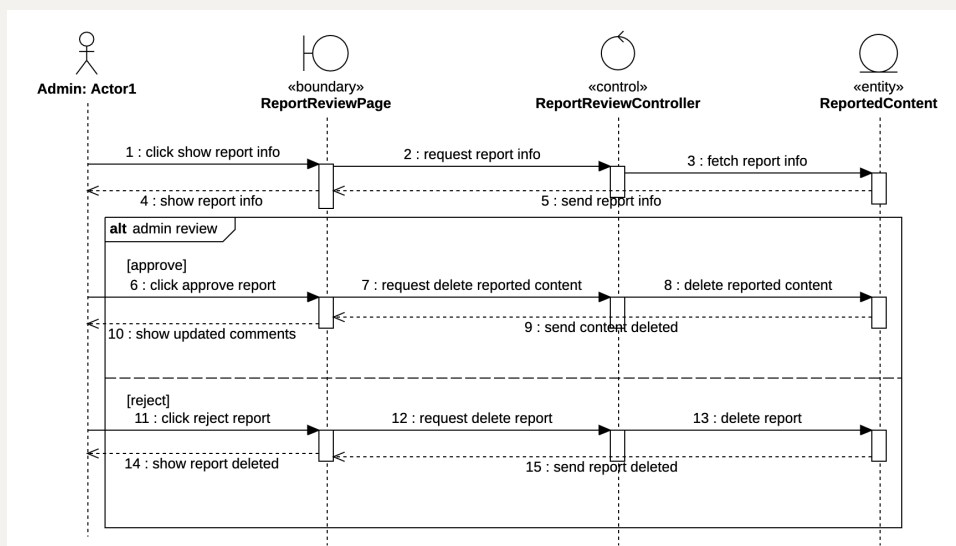 Admin: Actor1
«boundary»
ReportReviewPage
«control»
ReportReviewController
«entity»
ReportedContent
1 : click show report info
2 : request report info
3 : fetch report info
4 : show report info
5 : send report info
alt admin review
[approve]
6 : click approve report
7 : request delete reported content
8 : delete reported content
9 : send content deleted
10 : show updated comments
[reject]
11 : click reject report
12 : request delete report
13 : delete report
14 : show report deleted
15 : send report deleted